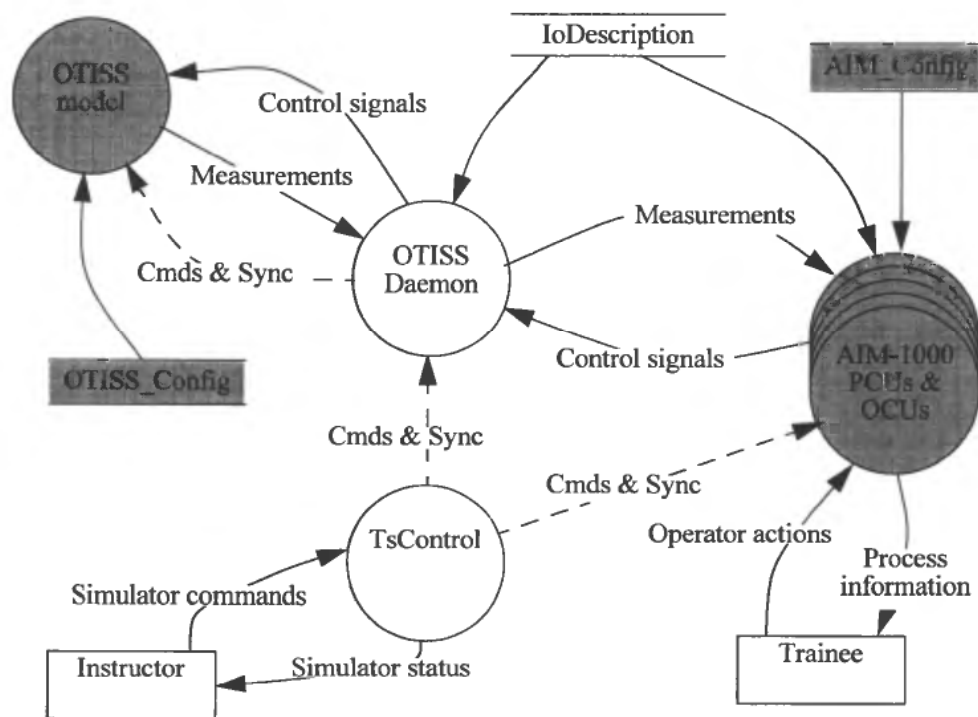 IoDescription
OTISS
model
AIM_Config
Control signals
Measurements
Measurements
OTISS
Daemon
Cmds & Sync
Control signals
AIM-1000
PCUs &
OCUs
OTISS_Config
Cmds & Sync
Cmds & Sync
TsControl
Operator actions
Process
information
Simulator commands
Instructor
Simulator status
Trainee